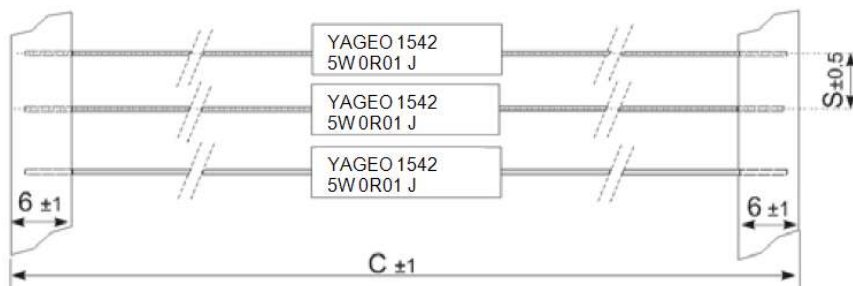 YAGEO 1542
5W 0R01 J
YAGEO 1542
5W 0R01 J
YAGEO 1542
5W 0R01 J
S±0.5
6 ±1
6 ±1
C ±1